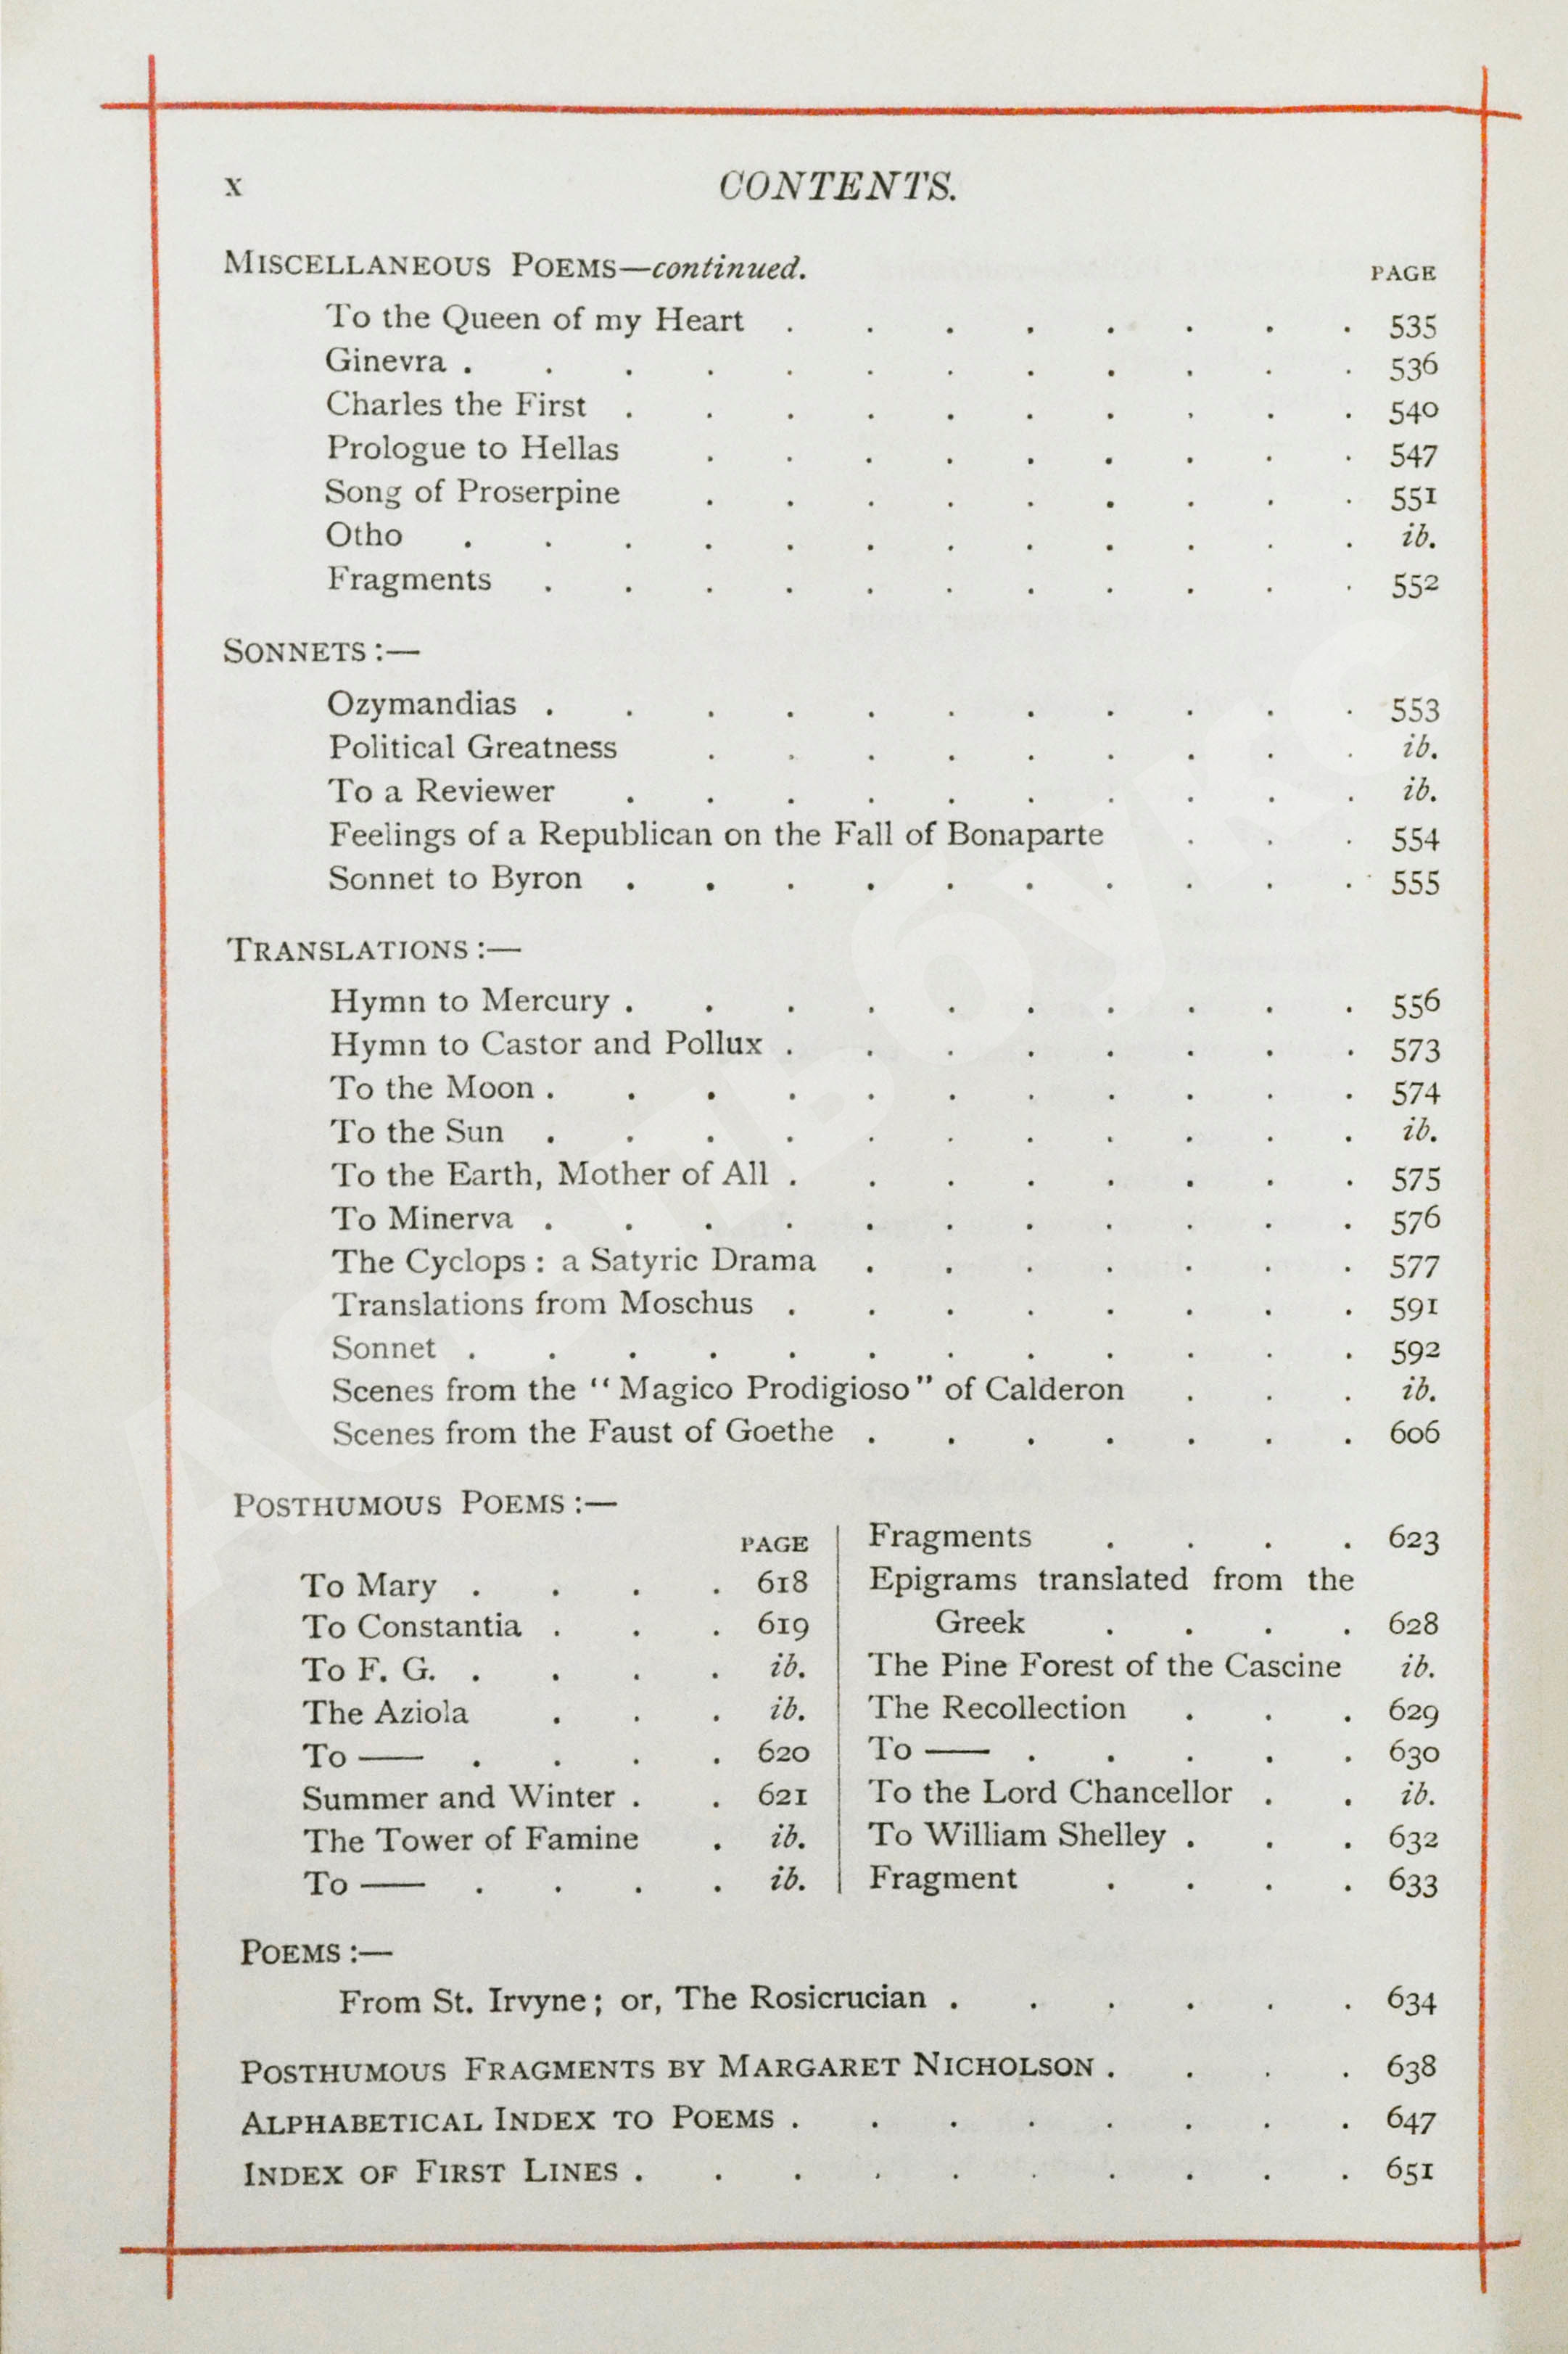 x CONTENTS.
MISCELLANEOUS POEMS—continued. PAGE
To the Queen of my Heart . . . . . . . . 535
Ginevra . . . . . . . . . . . . 536
Charles the First . . . . . . . . . . 540
Prologue to Hellas . . . . . . . . . 547
Song of Proserpine . . . . . . . . . 551
Otho . . . . . . . . . . . . ib.
Fragments . . . . . . . . . . . 552
SONNETS :—
Ozymandias . . . . . . . . . . . 553
Political Greatness . . . . . . . . . ib.
To a Reviewer . . . . . . . . . . ib.
Feelings of a Republican on the Fall of Bonaparte . . . 554
Sonnet to Byron . . . . . . . . . . 555
TRANSLATIONS :—
Hymn to Mercury . . . . . . . . . . 556
Hymn to Castor and Pollux . . . . . . . . 573
To the Moon . . . . . . . . . . . 574
To the Sun . . . . . . . . . . . ib.
To the Earth, Mother of All . . . . . . . . 575
To Minerva . . . . . . . . . . . 576
The Cyclops : a Satyric Drama . . . . . . . 577
Translations from Moschus . . . . . . . . 591
Sonnet . . . . . . . . . . . . 592
Scenes from the “Magico Prodigioso” of Calderon . . . ib.
Scenes from the Faust of Goethe . . . . . . . 606
POSTHUMOUS POEMS :—
PAGE
To Mary . . . . 618
To Constantia . . . 619
To F. G. . . . . ib.
The Aziola . . . ib.
To —— . . . . 620
Summer and Winter . . 621
The Tower of Famine . ib.
To —— . . . . ib.
Fragments . . . . 623
Epigrams translated from the
Greek . . . . 628
The Pine Forest of the Cascine ib.
The Recollection . . . 629
To —— . . . . . 630
To the Lord Chancellor . . ib.
To William Shelley . . . 632
Fragment . . . . 633
POEMS :—
From St. Irvyne ; or, The Rosicrucian . . . . . . 634
POSTHUMOUS FRAGMENTS BY MARGARET NICHOLSON . . . . 638
ALPHABETICAL INDEX TO POEMS . . . . . . . . 647
INDEX OF FIRST LINES . . . . . . . . . . 651